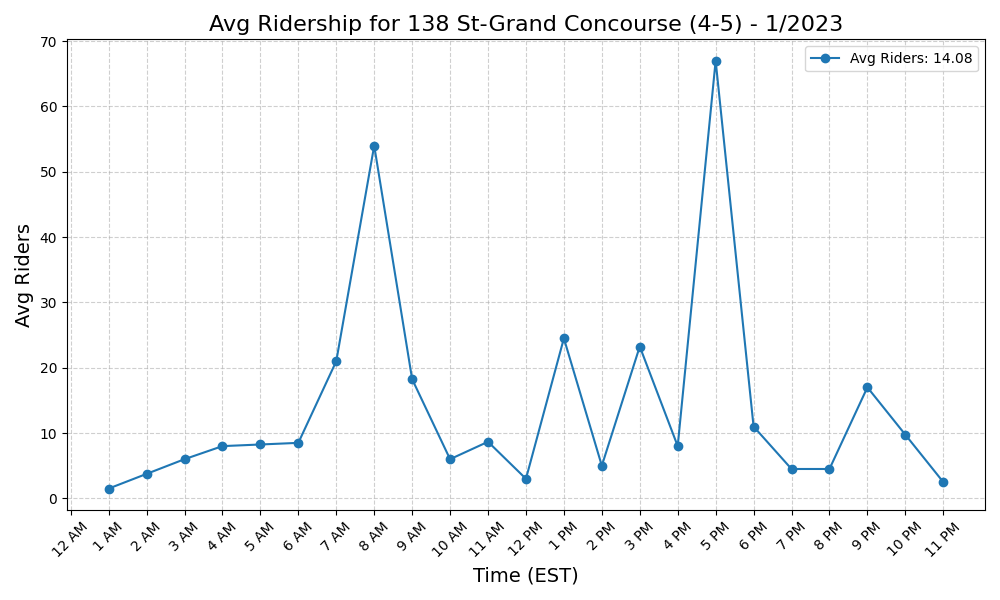 Avg Ridership for 138 St-Grand Concourse (4-5) - 1/2023
Avg Riders: 14.08
70
60
50
40
30
20
10
0
Avg Riders
12 AM
1 AM
2 AM
3 AM
4 AM
5 AM
6 AM
7 AM
8 AM
9 AM
10 AM
11 AM
12 PM
1 PM
2 PM
3 PM
4 PM
5 PM
6 PM
7 PM
8 PM
9 PM
10 PM
11 PM
Time (EST)